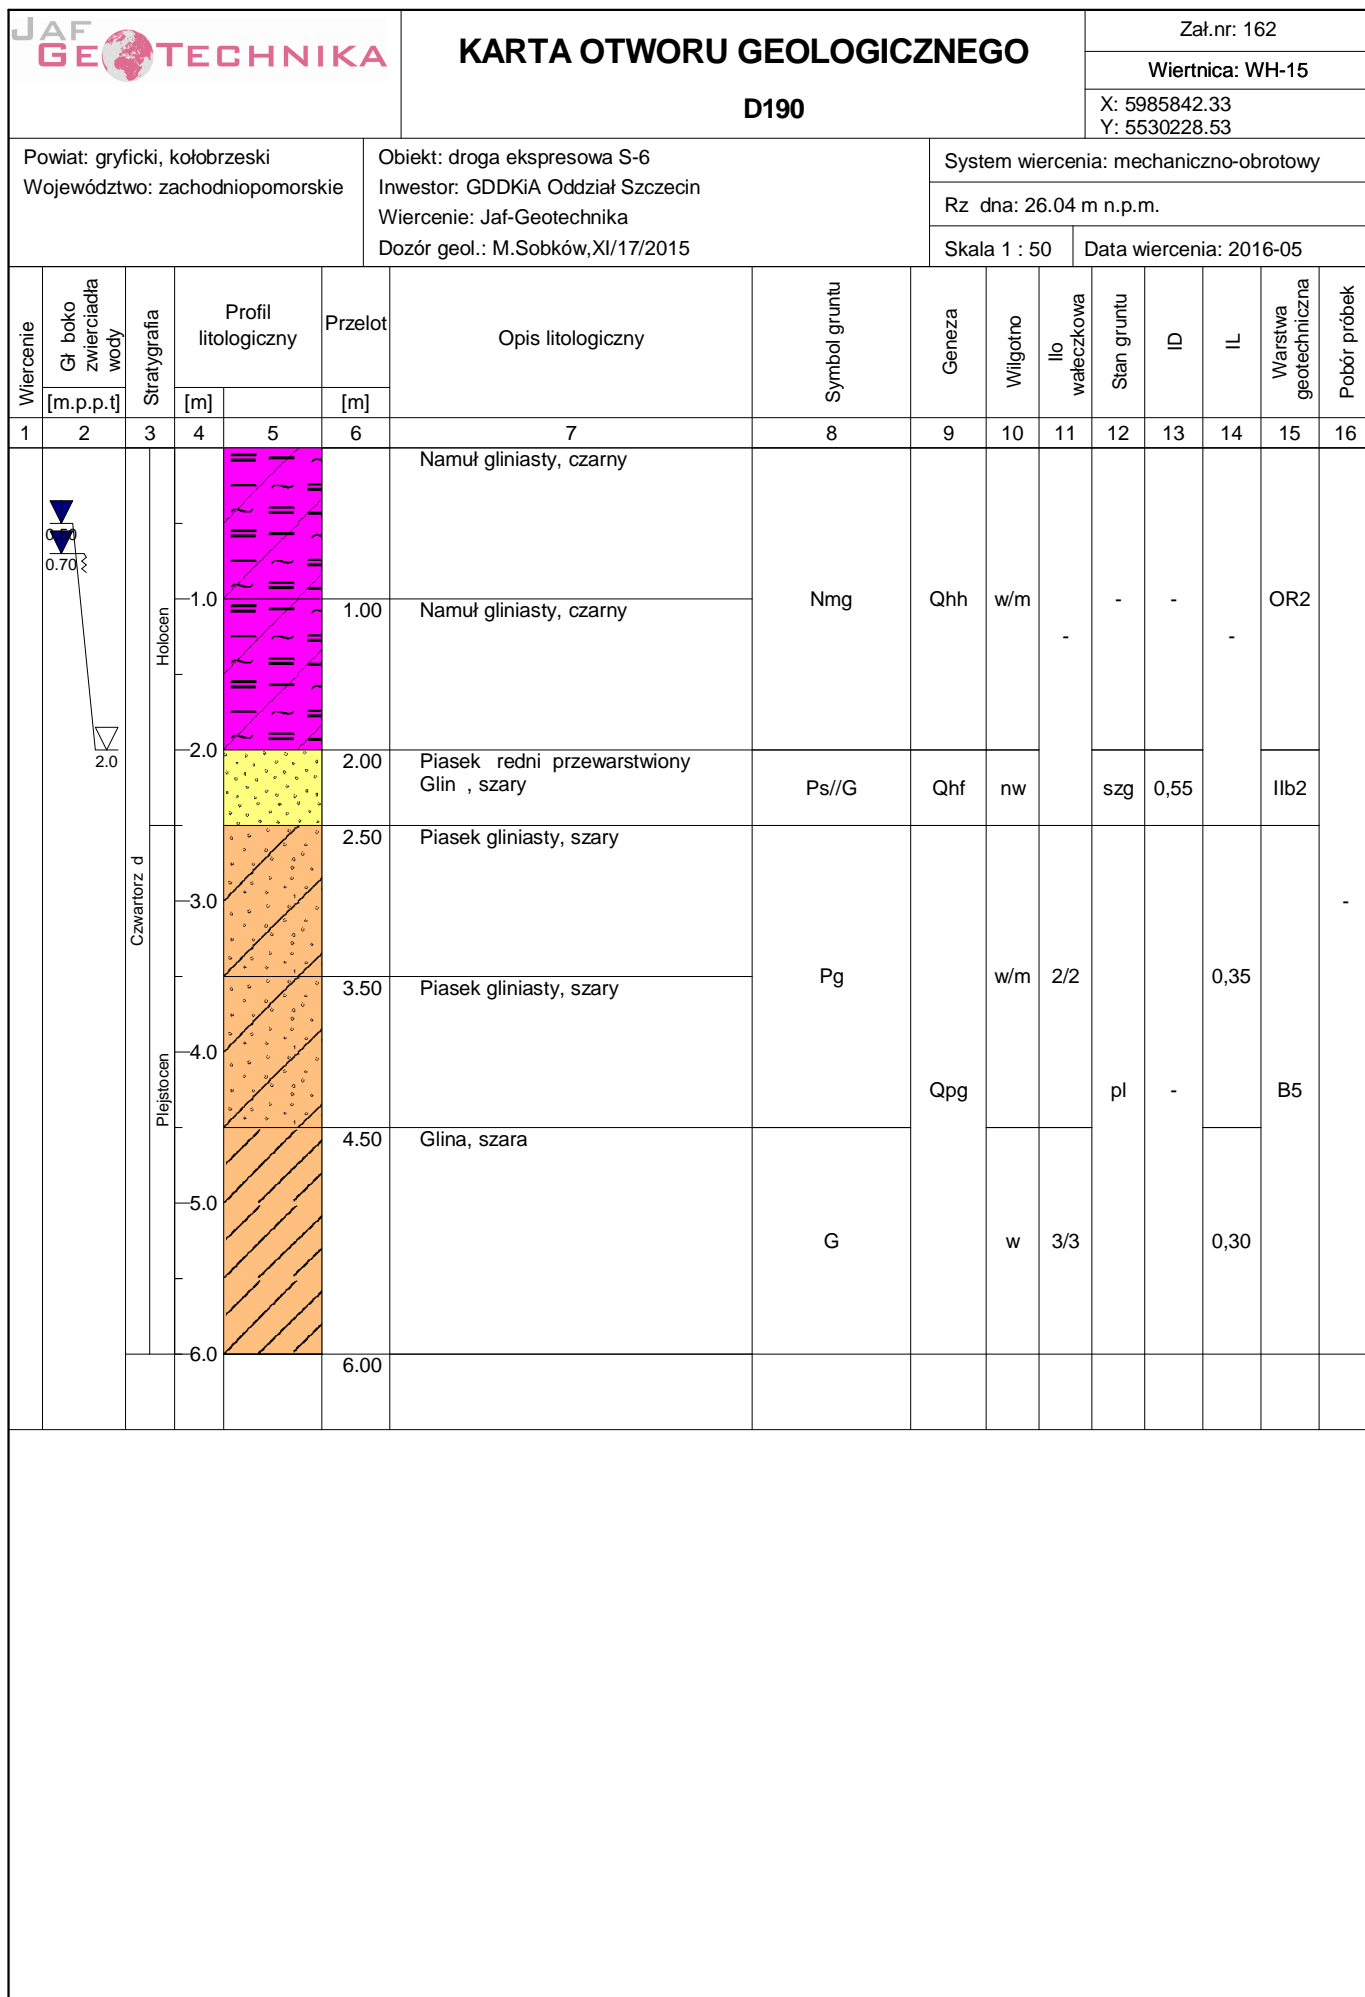 JAF
GEOTECHNIKA
KARTA OTWORU GEOLOGICZNEGO
D190
Zał.nr: 162
Wiertnica: WH-15
X: 5985842.33
Y: 5530228.53
Powiat: gryficki, kołobrzeski
Województwo: zachodniopomorskie
Obiekt: droga ekspresowa S-6
Inwestor: GDDKiA Oddział Szczecin
Wiercenie: Jaf-Geotechnika
Dozór geol.: M.Sobków,XI/17/2015
System wiercenia: mechaniczno-obrotowy
Rz dna: 26.04 m n.p.m.
Skala 1 : 50
Data wiercenia: 2016-05
Wiercenie
Gł boko
zwierciadła
wody
[m.p.p.t]
Stratygrafia
Profil
litologiczny
[m]
Przelot
[m]
Opis litologiczny
Symbol gruntu
Geneza
Wilgotno
Ilo
wałeczkowa
Stan gruntu
ID
IL
Warstwa
geotechniczna
Pobór próbek
1 2 3 4 5 6 7 8 9 10 11 12 13 14 15 16
Namuł gliniasty, czarny
0.50
0.70
1.0
1.00 Namuł gliniasty, czarny
Nmg Qhh w/m - - - - OR2
Holocen
2.0
2.0
2.00 Piasek redni przewarstwiony
Glin , szary
Ps//G Qhf nw szg 0,55 IIb2
2.50 Piasek gliniasty, szary
Czwartorz d
3.0
-
Pg w/m 2/2 0,35
3.50 Piasek gliniasty, szary
4.0
Plejstocen
Qpg pl - B5
4.50 Glina, szara
5.0
G w 3/3 0,30
6.0
6.00